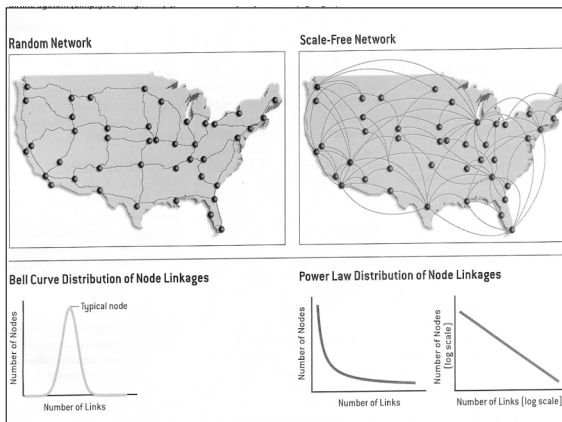 Random Network
Scale-Free Network
Bell Curve Distribution of Node Linkages
Typical node
Number of Nodes
Number of Links
Power Law Distribution of Node Linkages
Number of Nodes
Number of Links
Number of Nodes
(log scale)
Number of Links (log scale)